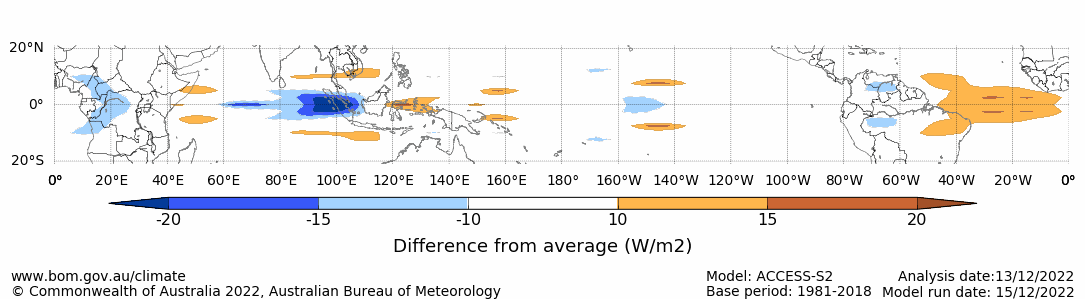 20°N
0°
20°S
0° 20°E 40°E 60°E 80°E 100°E 120°E 140°E 160°E 180° 160°W 140°W 120°W 100°W 80°W 60°W 40°W 20°W 0°
-20 -15 -10 10 15 20
Difference from average (W/m2)
www.bom.gov.au/climate
© Commonwealth of Australia 2022, Australian Bureau of Meteorology
Model: ACCESS-S2 Analysis date:13/12/2022
Base period: 1981-2018 Model run date: 15/12/2022